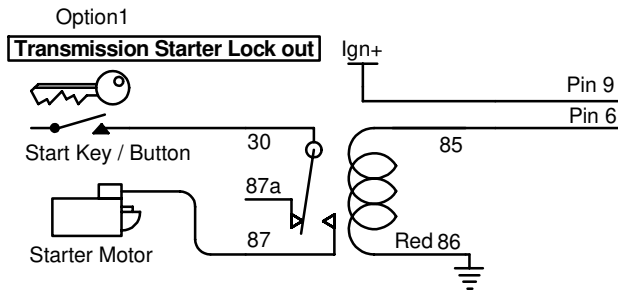 Option1
Transmission Starter Lock out
Ign+
Pin 9
Pin 6
Start Key / Button
30
85
87a
87
Red 86
Starter Motor